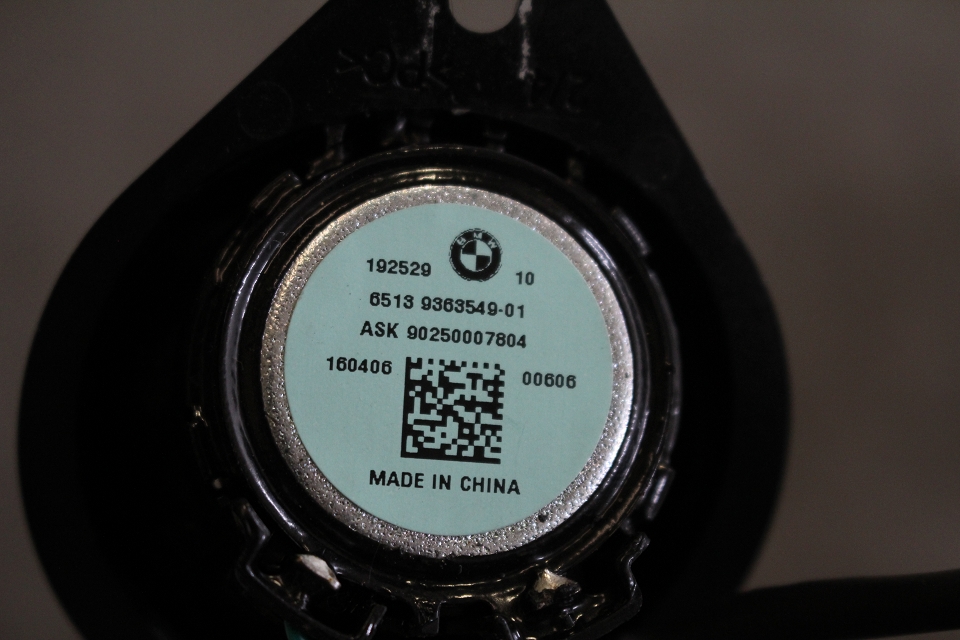 BMW
192529 10
6513 9363549-01
ASK 90250007804
160406 00606
MADE IN CHINA